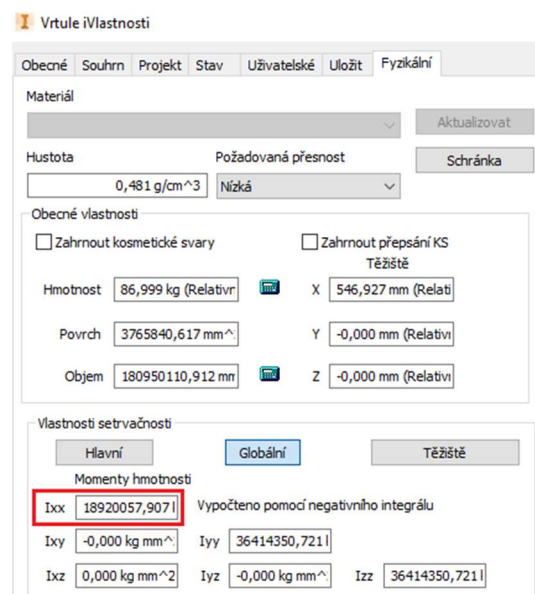 Vrtule iVlastnosti
Obecné Souhrn Projekt Stav Uživatelské Uložit Fyzikální
Materiál
Aktualizovat
Hustota Požadovaná přesnost Schránka
0,481 g/cm^3 Nízká
Obecné vlastnosti
Zahrnout kosmetické svary Zahrnout přepsání KS
Těžiště
Hmotnost 86,999 kg (Relativr X 546,927 mm (Relati
Povrch 3765840,617 mm^ Y -0,000 mm (Relativı
Objem 180950110,912 mm Z -0,000 mm (Relativı
Vlastnosti setrvačnosti
Hlavní Globální Těžiště
Momenty hmotnosti
Ixx 18920057,907 Vypočteno pomocí negativního integrálu
Ixy -0,000 kg mm^ Iyy 36414350,721
Ixz 0,000 kg mm^2 Iyz -0,000 kg mm^ Izz 36414350,721